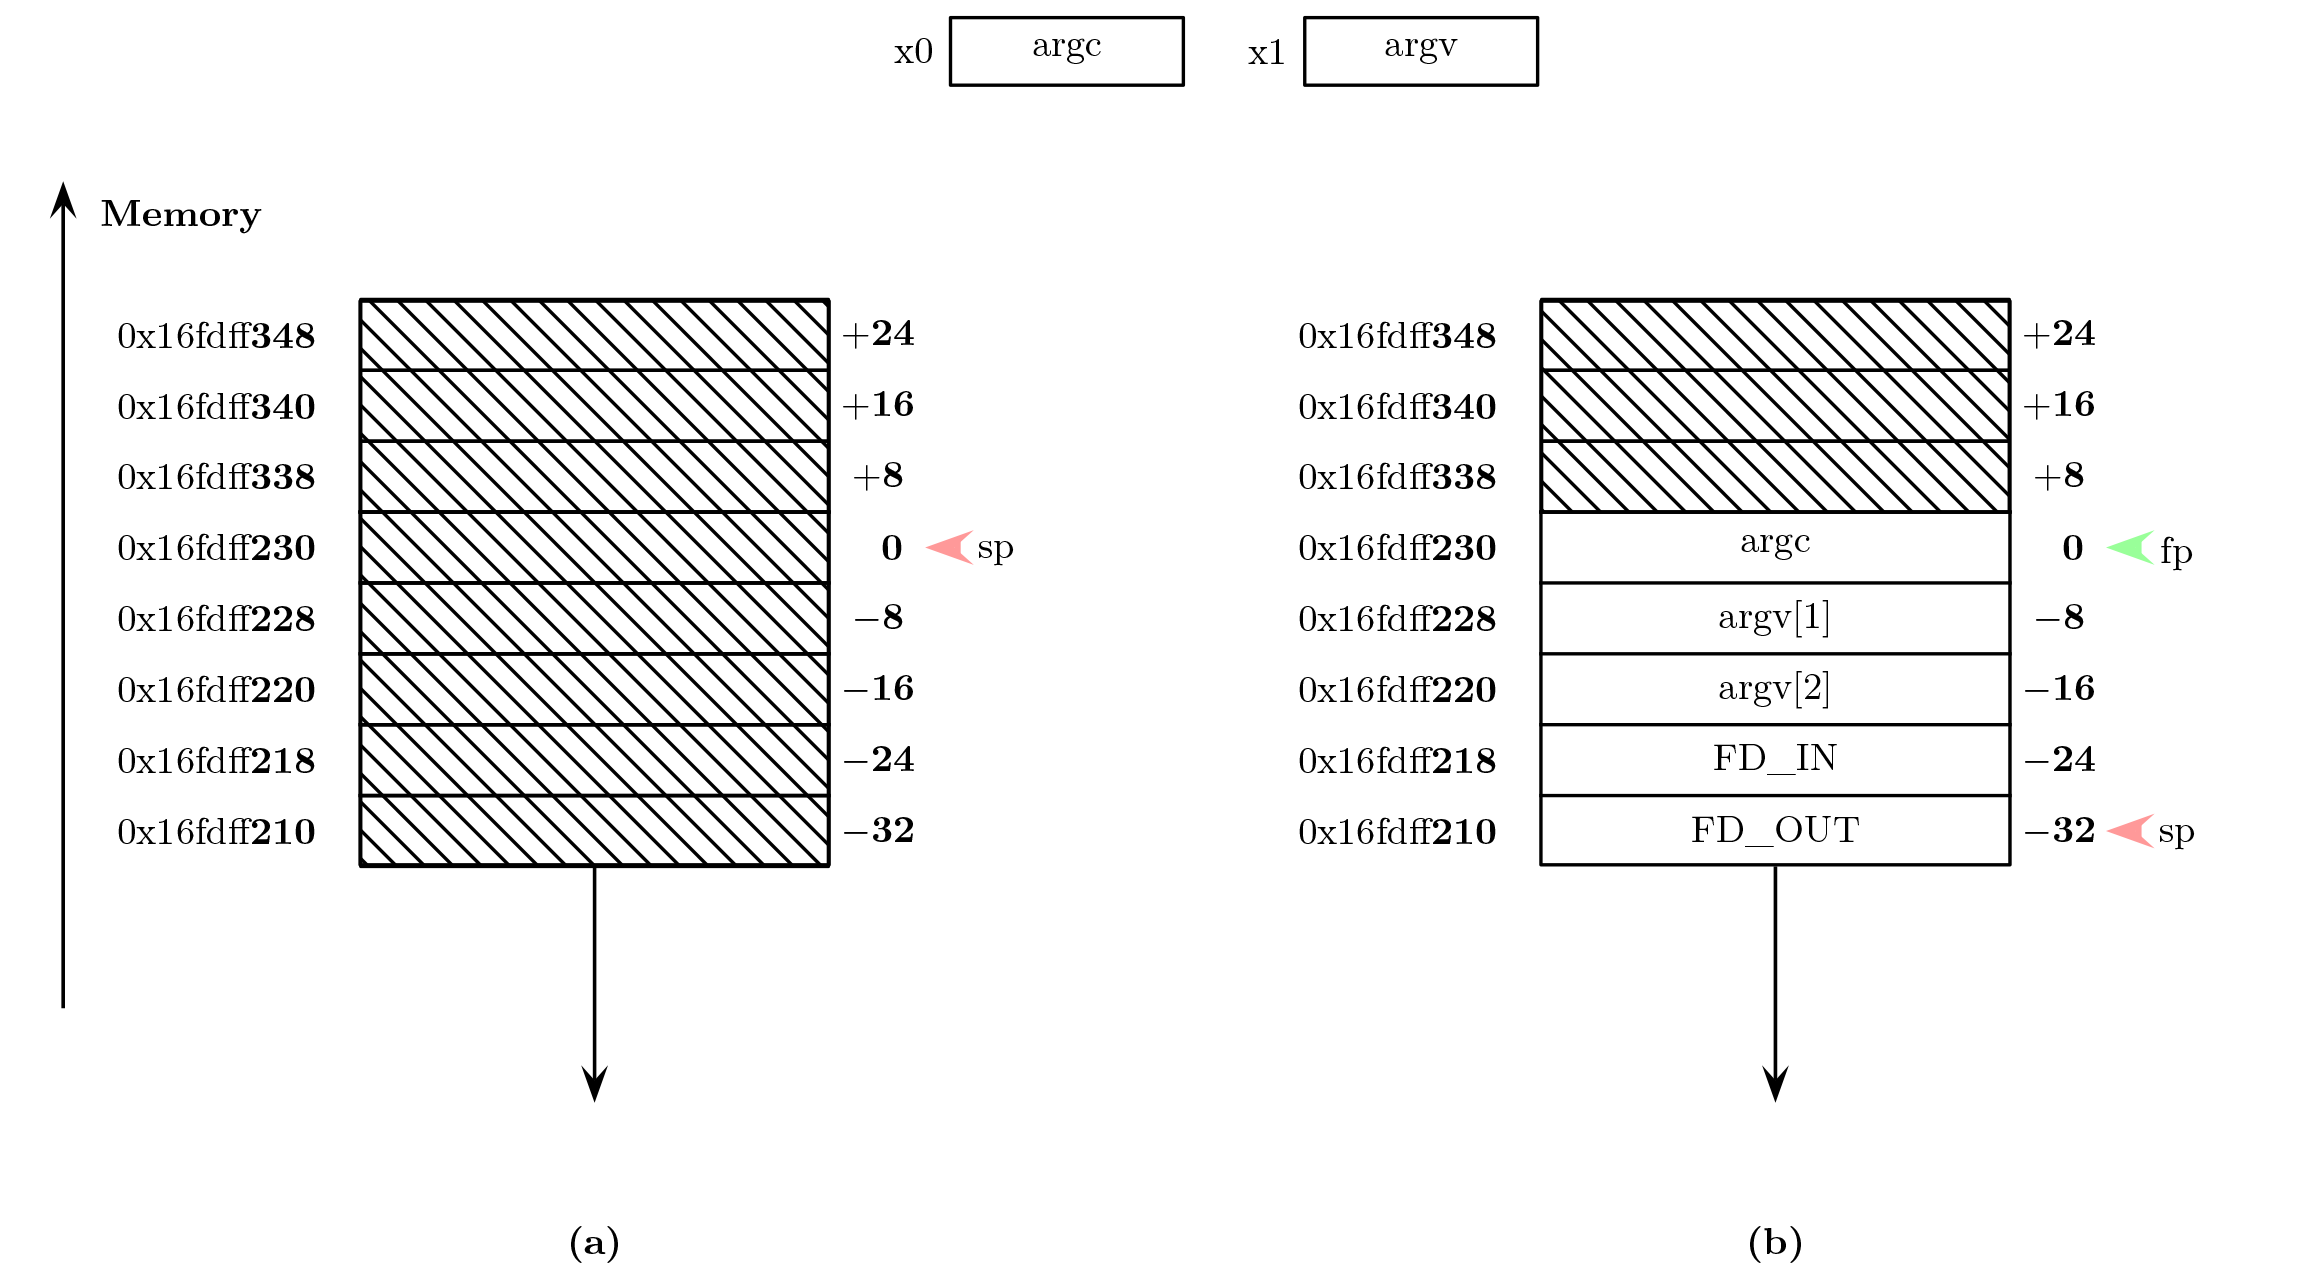 x0 argc x1 argv
Memory
0x16fdff348 +24 0x16fdff348 +24
0x16fdff340 +16 0x16fdff340 +16
0x16fdff338 +8 0x16fdff338 +8
0x16fdff230 0 sp 0x16fdff230 argc 0 fp
0x16fdff228 −8 0x16fdff228 argv[1] −8
0x16fdff220 −16 0x16fdff220 argv[2] −16
0x16fdff218 −24 0x16fdff218 FD_IN −24
0x16fdff210 −32 0x16fdff210 FD_OUT −32 sp
(a) (b)